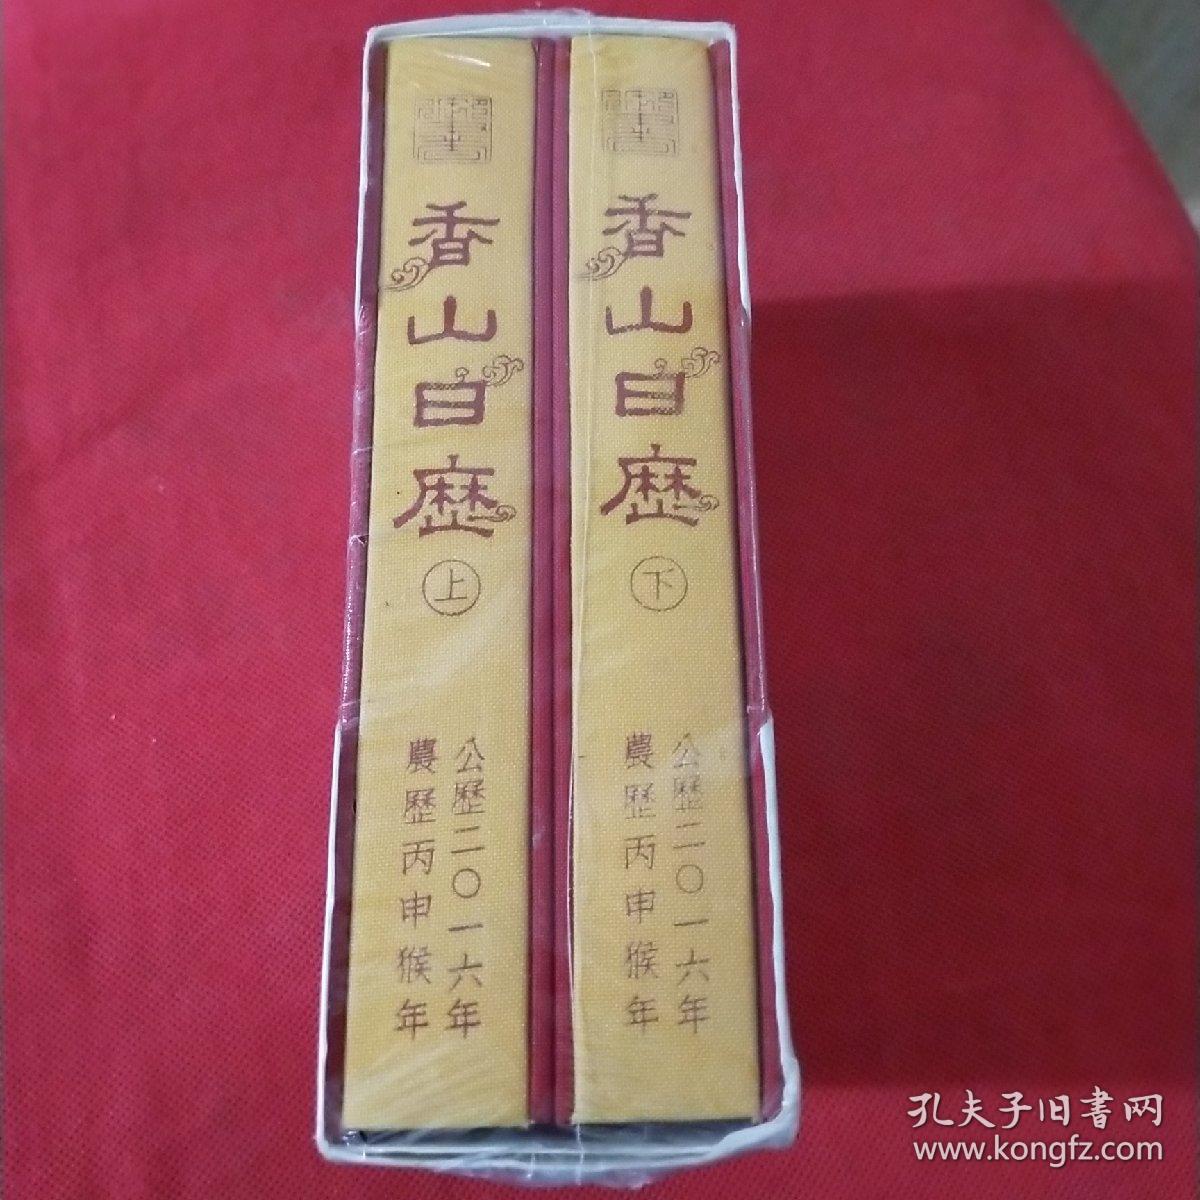 香山日歷
上
公歷二〇一六年
農歷丙申猴年
香山日歷
下
公歷二〇一六年
農歷丙申猴年
孔夫子旧書网
www.kongfz.com